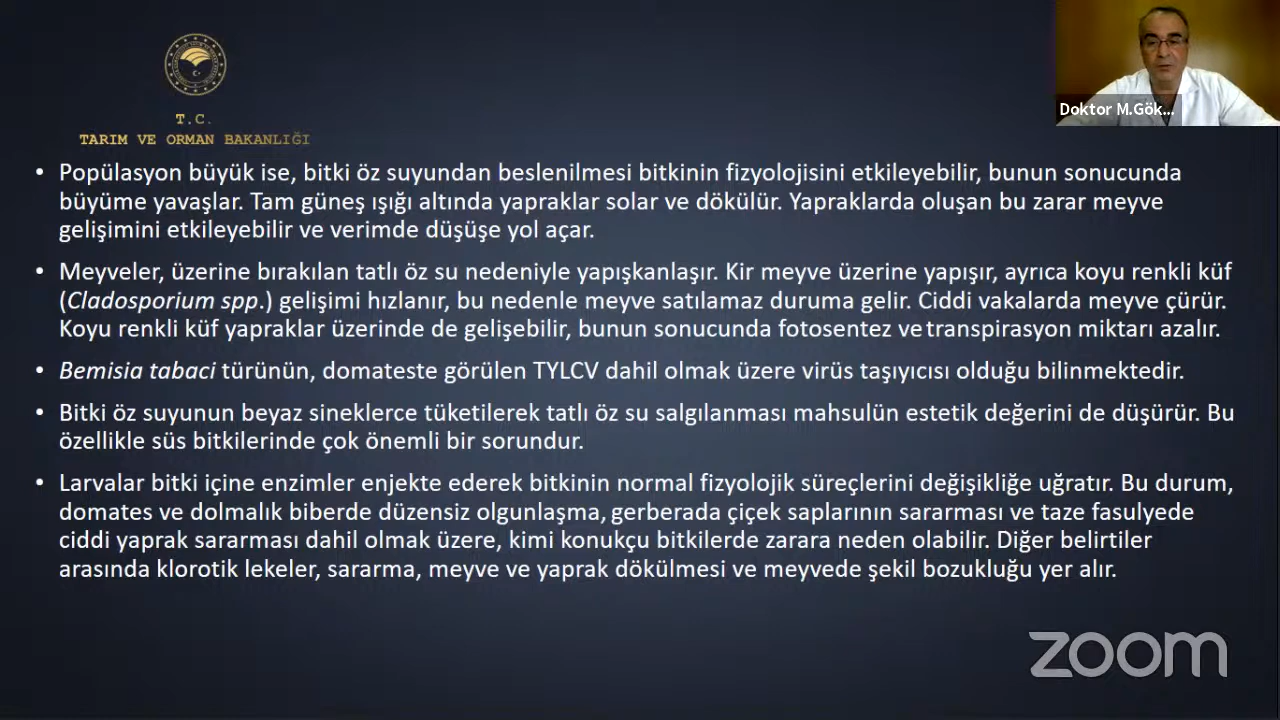 T.C.
TARIM VE ORMAN BAKANLIĞI
Doktor M.Gök...
• Popülasyon büyük ise, bitki öz suyundan beslenilmesi bitkinin fizyolojisini etkileyebilir, bunun sonucunda
büyüme yavaşlar. Tam güneş ışığı altında yapraklar solar ve dökülür. Yapraklarda oluşan bu zarar meyve
gelişimini etkileyebilir ve verimde düşüşe yol açar.
• Meyveler, üzerine bırakılan tatlı öz su nedeniyle yapışkanlaşır. Kir meyve üzerine yapışır, ayrıca koyu renkli küf
(Cladosporium spp.) gelişimi hızlanır, bu nedenle meyve satılamaz duruma gelir. Ciddi vakalarda meyve çürür.
Koyu renkli küf yapraklar üzerinde de gelişebilir, bunun sonucunda fotosentez ve transpirasyon miktarı azalır.
• Bemisia tabaci türünün, domateste görülen TYLCV dahil olmak üzere virüs taşıyıcısı olduğu bilinmektedir.
• Bitki öz suyunun beyaz sineklerce tüketilerek tatlı öz su salgılanması mahsulün estetik değerini de düşürür. Bu
özellikle süs bitkilerinde çok önemli bir sorundur.
• Larvalar bitki içine enzimler enjekte ederek bitkinin normal fizyolojik süreçlerini değişikliğe uğratır. Bu durum,
domates ve dolmalık biberde düzensiz olgunlaşma, gerberada çiçek saplarının sararması ve taze fasulyede
ciddi yaprak sararması dahil olmak üzere, kimi konukçu bitkilerde zarara neden olabilir. Diğer belirtiler
arasında klorotik lekeler, sararma, meyve ve yaprak dökülmesi ve meyvede şekil bozukluğu yer alır.
zoom